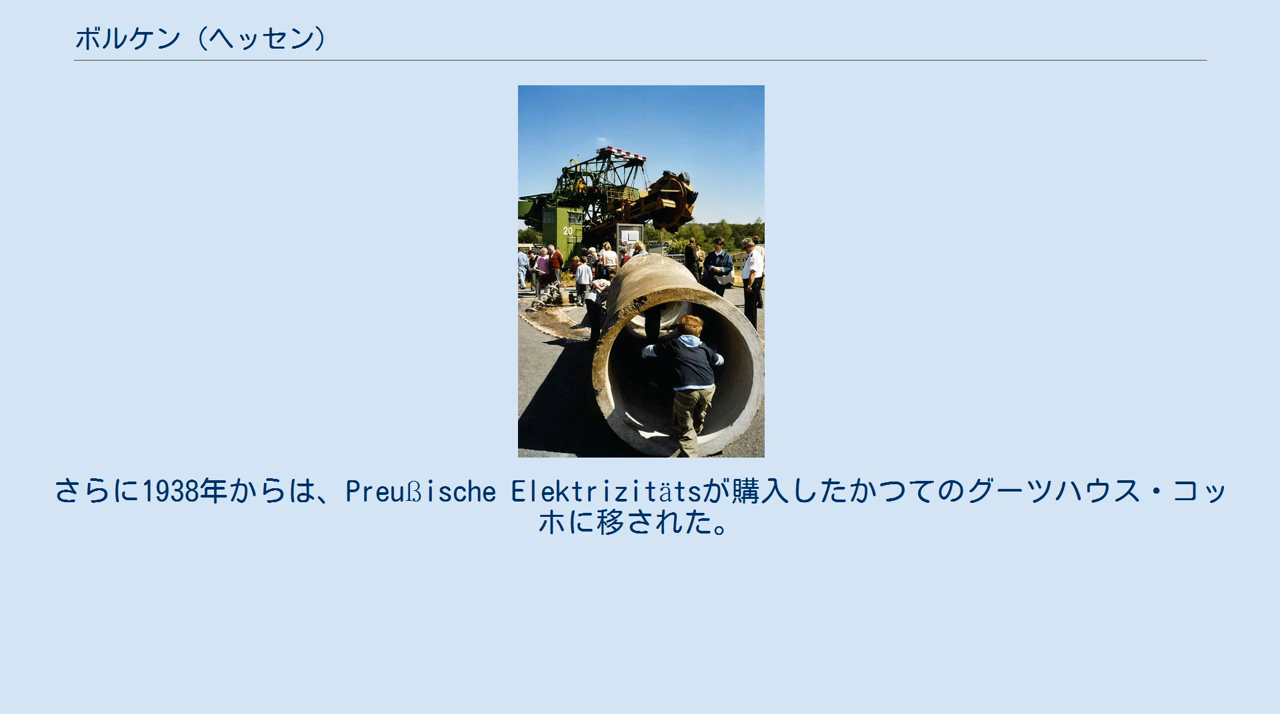 ボルケン（ヘッセン）
20
さらに1938年からは、Preußische Elektrizitätsが購入したかつてのグーツハウス・コッ
ホに移された。